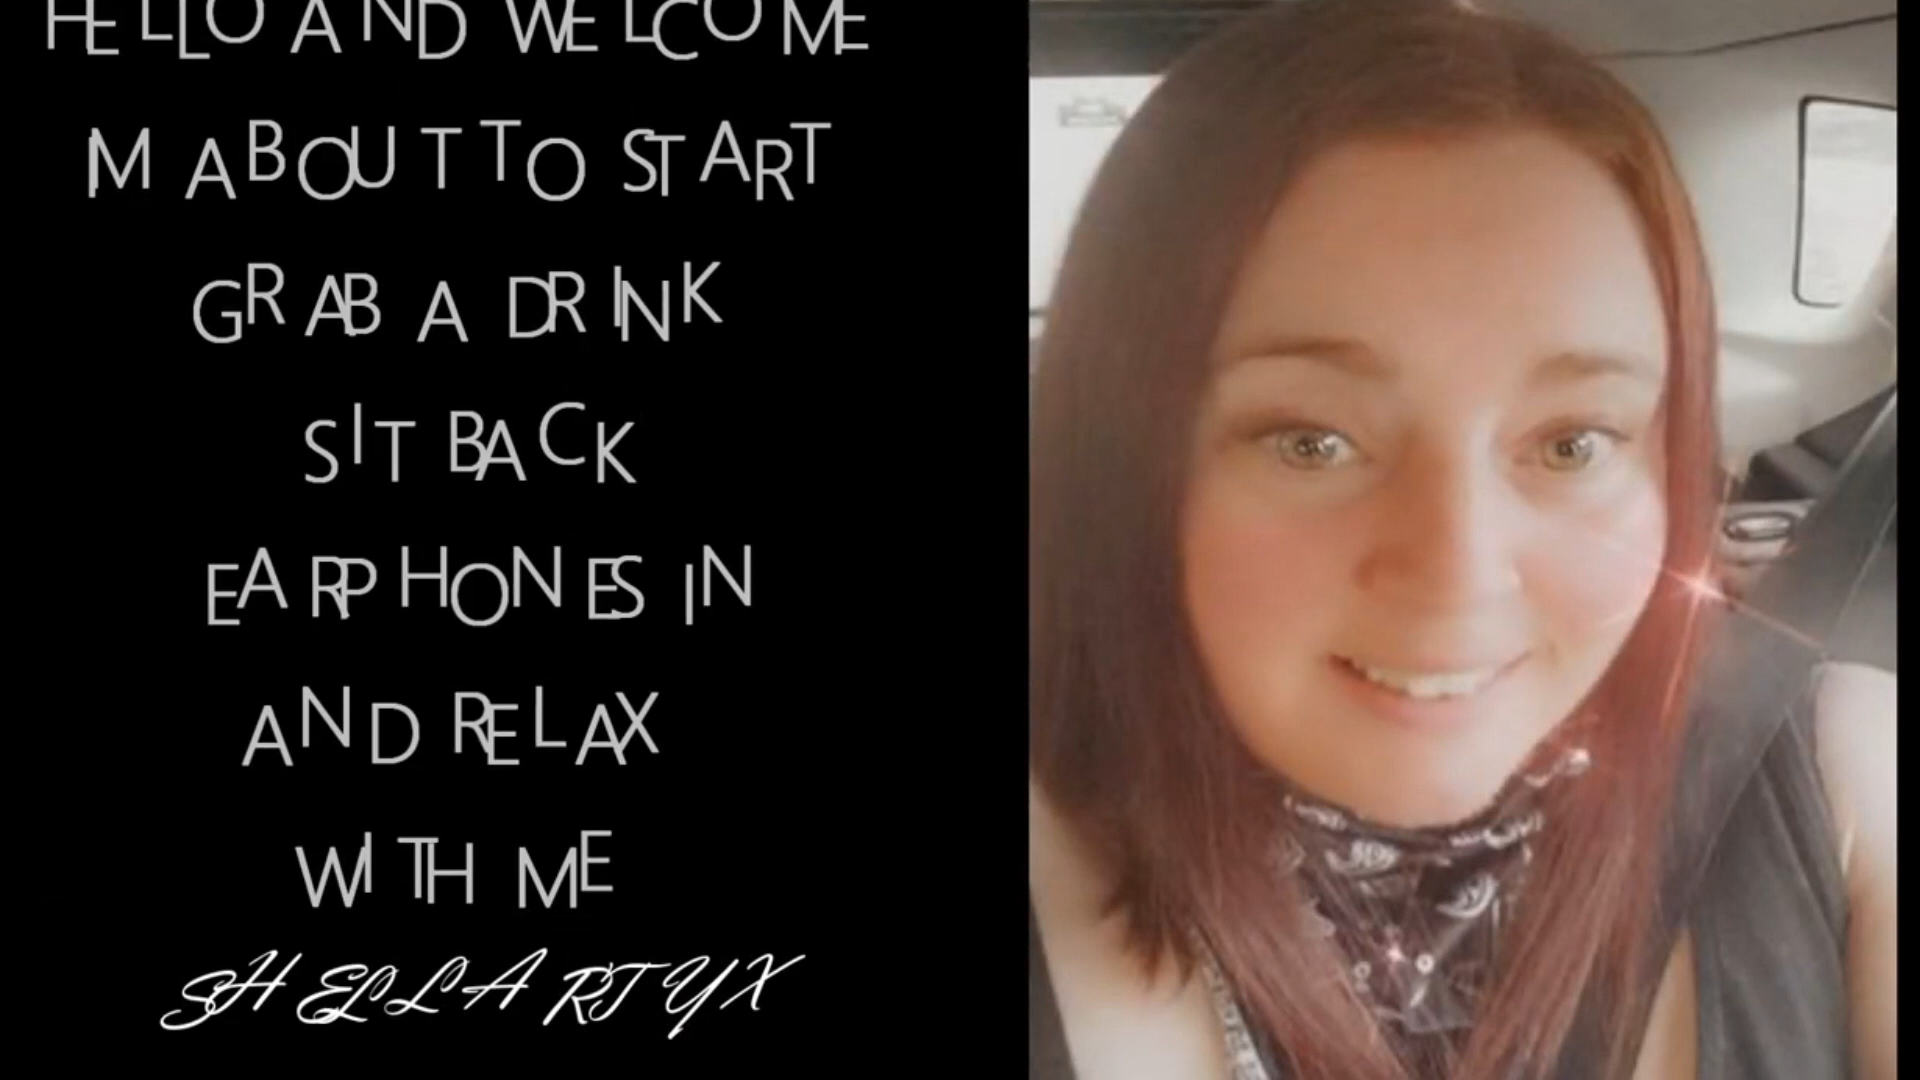 HELLO AND WELCOME
IM ABOUT TO START
GRAB A DRINK
SIT BACK
EARPHONES IN
AND RELAX
WITH ME
SHELLARTYX